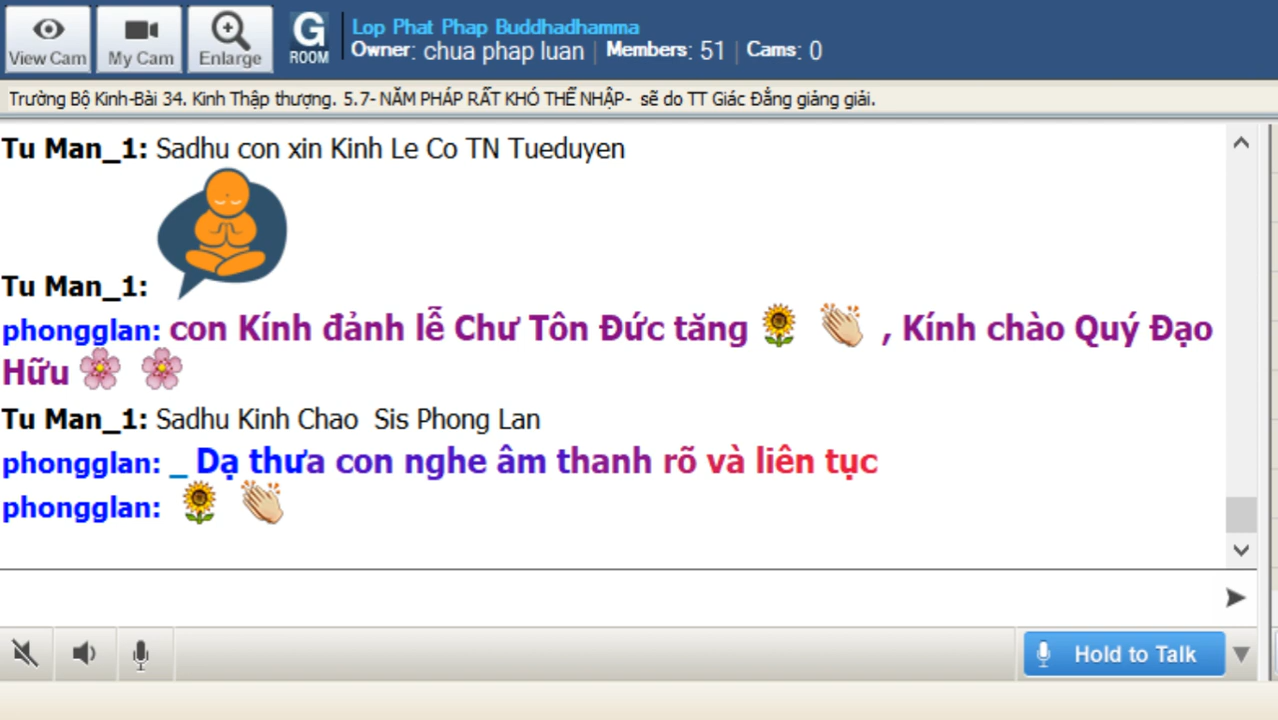 View Cam
My Cam
Enlarge
G
ROOM
Lop Phat Phap Buddhadhamma
Owner: chua phap luan | Members: 51 | Cams: 0
Trường Bộ Kinh-Bài 34. Kinh Thập thượng. 5.7- NĂM PHÁP RẤT KHÓ THỂ NHẬP- sẽ do TT Giác Đẳng giảng giải.
Tu Man_1: Sadhu con xin Kinh Le Co TN Tueduyen
Tu Man_1:
phongglan: con Kính đảnh lễ Chư Tôn Đức tăng , Kính chào Quý Đạo
Hữu
Tu Man_1: Sadhu Kinh Chao Sis Phong Lan
phongglan: _ Dạ thưa con nghe âm thanh rõ và liên tục
phongglan:
Hold to Talk